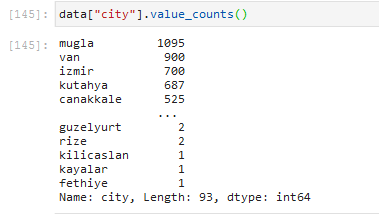 [145]: data["city"].value_counts()
[145]: mugla 1095
van 900
izmir 700
kutahya 687
canakkale 525
...
guzelyurt 2
rize 2
kilicaslan 1
kayalar 1
fethiye 1
Name: city, Length: 93, dtype: int64